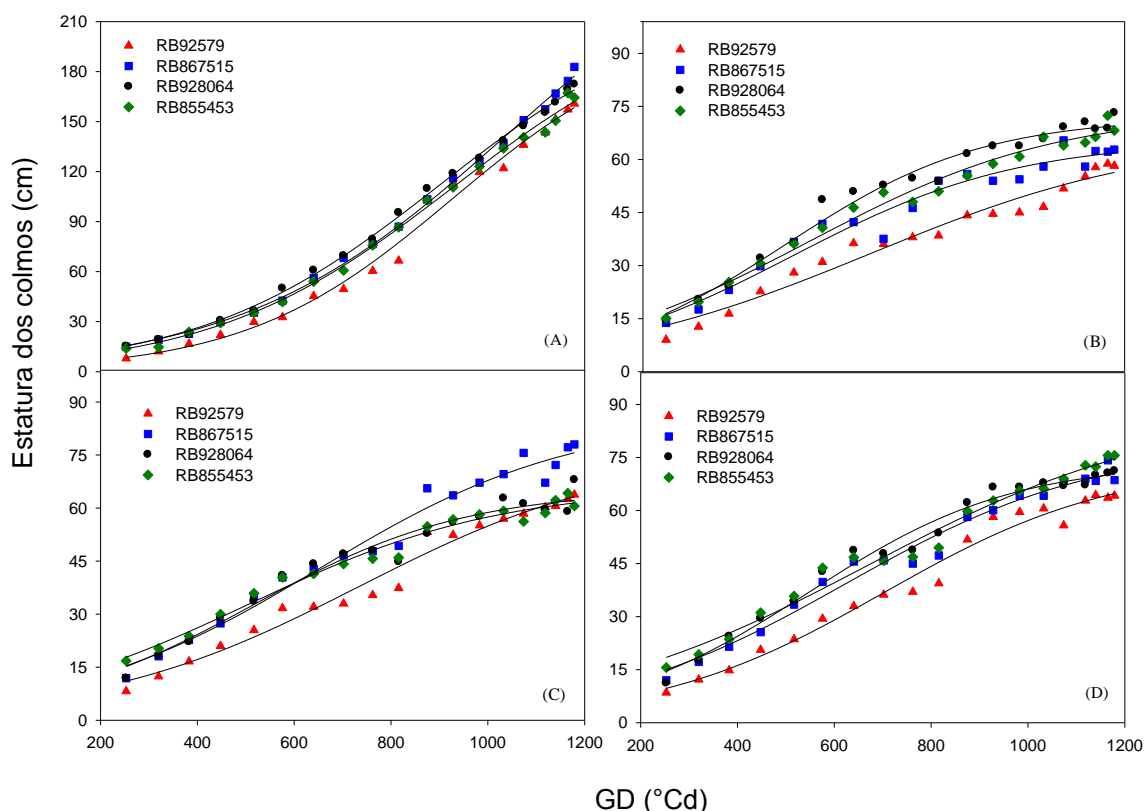 Estatura dos colmos (cm)
210
180
150
120
90
60
30
0
RB92579
RB867515
RB928064
RB855453
(A)
90
75
60
45
30
15
0
RB92579
RB867515
RB928064
RB855453
(B)
90
75
60
45
30
15
0
RB92579
RB867515
RB928064
RB855453
(C)
200 400 600 800 1000 1200
90
75
60
45
30
15
0
RB92579
RB867515
RB928064
RB855453
(D)
200 400 600 800 1000 1200
GD (°Cd)